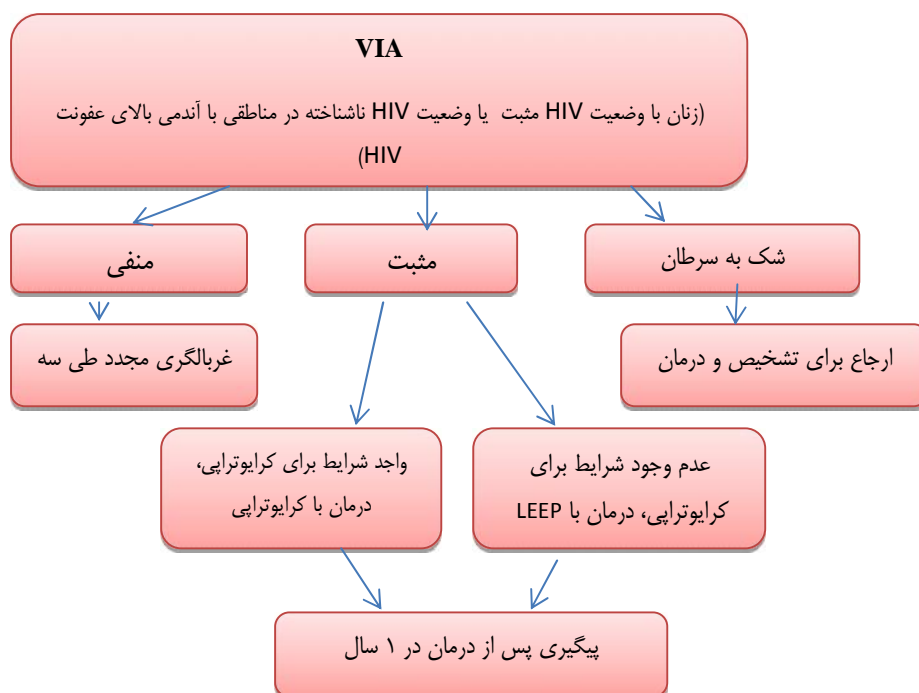 VIA
(زنان با وضعیت HIV مثبت یا وضعیت HIV ناشناخته در مناطقی با آندمی بالای عفونت
HIV)
شک به سرطان
مثبت
منفی
ارجاع برای تشخیص و درمان
غربالگری مجدد طی سه
عدم وجود شرایط برای
کرایوتراپی، درمان با LEEP
واجد شرایط برای کرایوتراپی،
درمان با کرایوتراپی
پیگیری پس از درمان در ۱ سال